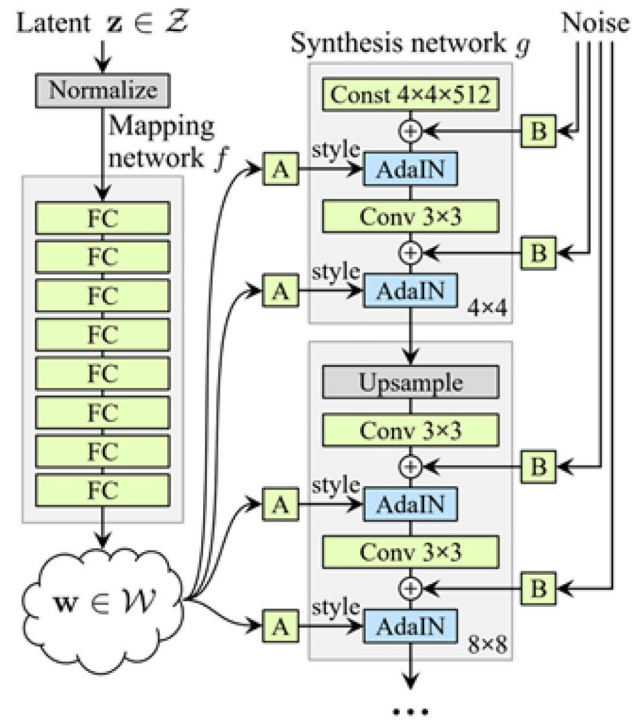 Latent z ∈ Z
Normalize
Mapping
network f
FC
FC
FC
FC
FC
FC
FC
FC
w ∈ W
Synthesis network g
Noise
Const 4×4×512
+
B
A
style
AdaIN
Conv 3×3
+
B
A
style
AdaIN
4×4
Upsample
Conv 3×3
+
B
A
style
AdaIN
Conv 3×3
+
B
A
style
AdaIN
8×8
...